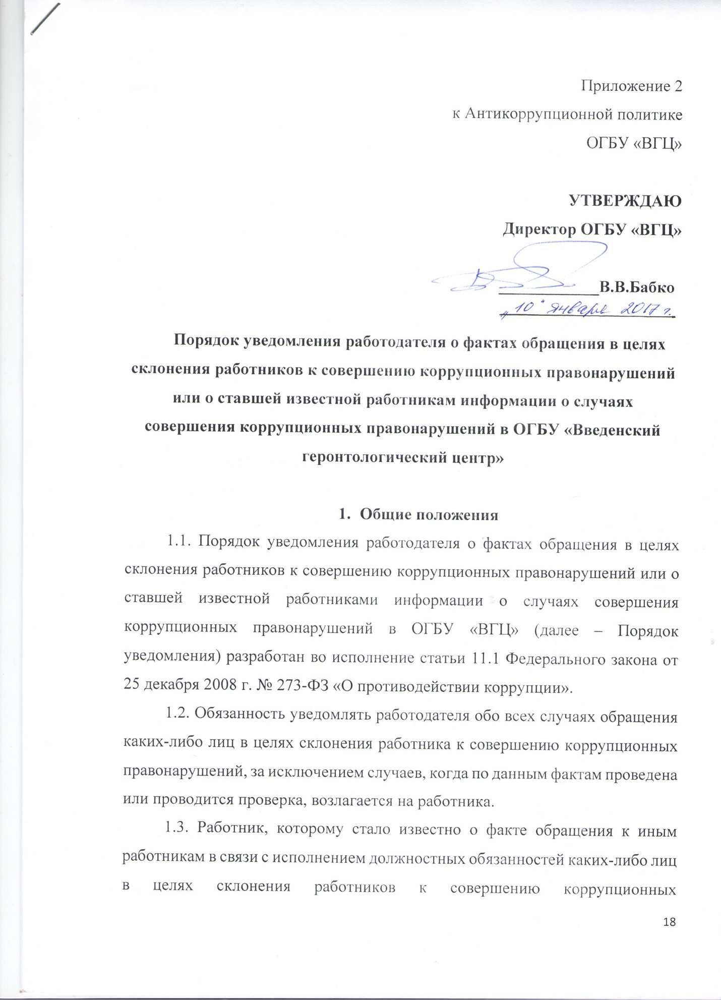 Приложение 2
к Антикоррупционной политике
ОГБУ «ВГЦ»
УТВЕРЖДАЮ
Директор ОГБУ «ВГЦ»
____________В.В.Бабко
„10" января 2017 г.
Порядок уведомления работодателя о фактах обращения в целях
склонения работников к совершению коррупционных правонарушений
или о ставшей известной работникам информации о случаях
совершения коррупционных правонарушений в ОГБУ «Введенский
геронтологический центр»
1. Общие положения
1.1. Порядок уведомления работодателя о фактах обращения в целях
склонения работников к совершению коррупционных правонарушений или о
ставшей известной работниками информации о случаях совершения
коррупционных правонарушений в ОГБУ «ВГЦ» (далее – Порядок
уведомления) разработан во исполнение статьи 11.1 Федерального закона от
25 декабря 2008 г. № 273-ФЗ «О противодействии коррупции».
1.2. Обязанность уведомлять работодателя обо всех случаях обращения
каких-либо лиц в целях склонения работника к совершению коррупционных
правонарушений, за исключением случаев, когда по данным фактам проведена
или проводится проверка, возлагается на работника.
1.3. Работник, которому стало известно о факте обращения к иным
работникам в связи с исполнением должностных обязанностей каких-либо лиц
в целях склонения работников к совершению коррупционных
18